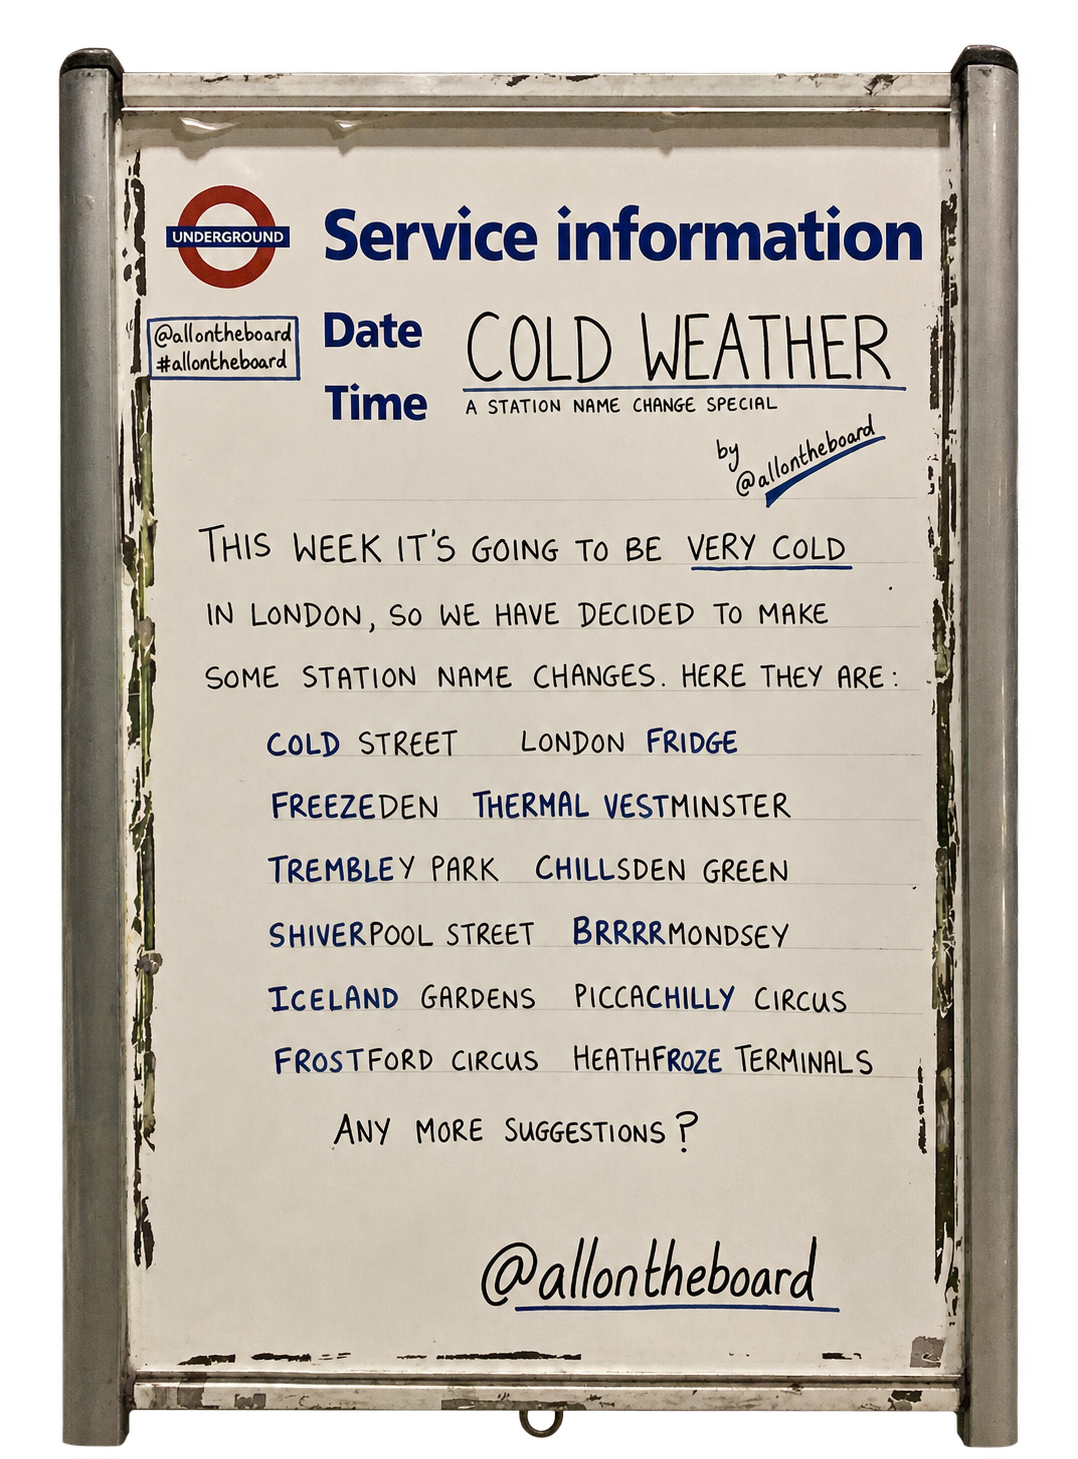 UNDERGROUND
Service information
@allontheboard
#allontheboard
Date
Time
COLD WEATHER
A STATION NAME CHANGE SPECIAL
by
@allontheboard
THIS WEEK IT'S GOING TO BE VERY COLD
IN LONDON, SO WE HAVE DECIDED TO MAKE
SOME STATION NAME CHANGES. HERE THEY ARE:
COLD STREET LONDON FRIDGE
FREEZEDEN THERMAL VESTMINSTER
TREMBLEY PARK CHILLSDEN GREEN
SHIVERPOOL STREET BRRRRMONDSEY
ICELAND GARDENS PICCACHILLY CIRCUS
FROSTFORD CIRCUS HEATHFROZE TERMINALS
ANY MORE SUGGESTIONS?
@allontheboard